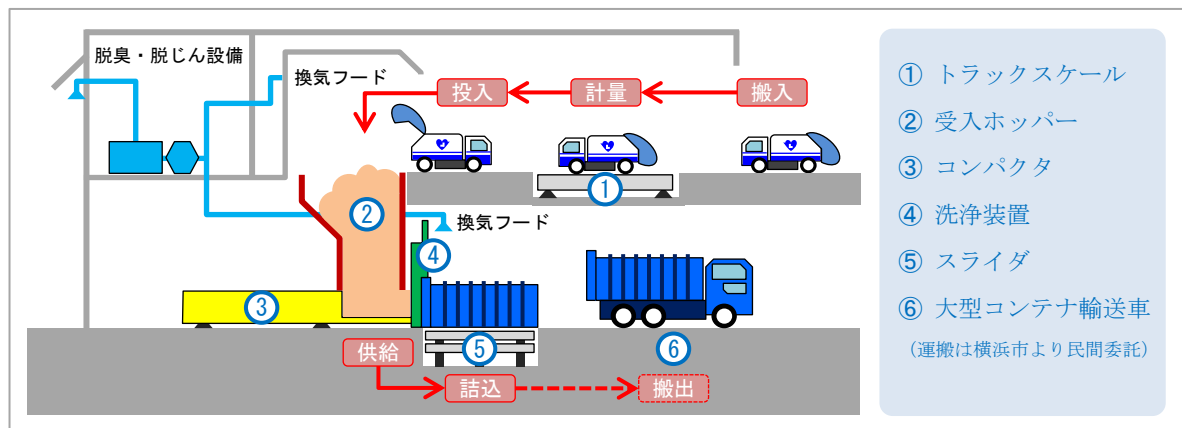 脱臭・脱じん設備
換気フード
投入
計量
搬入
①
②
換気フード
④
③
⑤
⑥
供給
詰込
搬出
① トラックスケール
② 受入ホッパー
③ コンパクタ
④ 洗浄装置
⑤ スライダ
⑥ 大型コンテナ輸送車
(運搬は横浜市より民間委託)